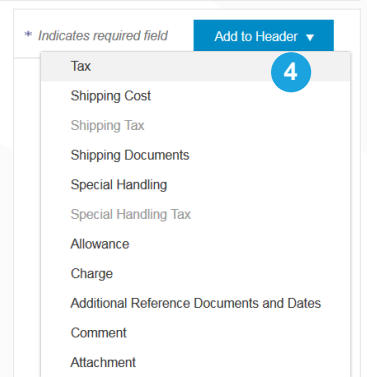 * Indicates required field
Add to Header ▼
4
Tax
Shipping Cost
Shipping Tax
Shipping Documents
Special Handling
Special Handling Tax
Allowance
Charge
Additional Reference Documents and Dates
Comment
Attachment